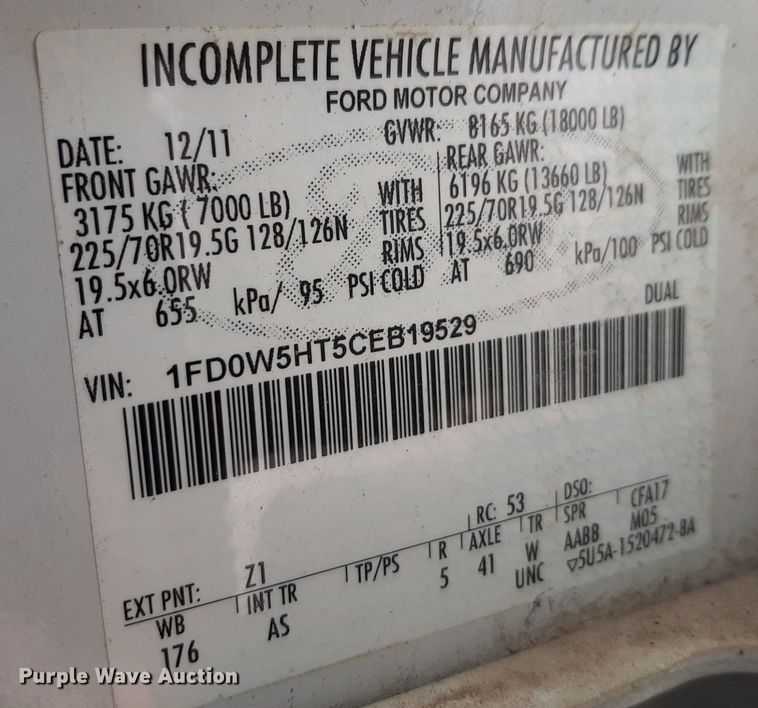 INCOMPLETE VEHICLE MANUFACTURED BY
FORD MOTOR COMPANY
DATE: 12/11 GVWR: 8165 KG (18000 LB)
FRONT GAWR: REAR GAWR:
3175 KG ( 7000 LB) WITH 6196 KG (13660 LB) WITH
225/70R19.5G 128/126N TIRES 225/70R19.5G 128/126N TIRES
19.5x6.0RW RIMS 19.5x6.0RW RIMS
AT 655 kPa/ 95 PSI COLD AT 690 kPa/100 PSI COLD
DUAL
VIN: 1FD0W5HT5CEB19529
EXT PNT: Z1 RC: 53 DSO:
WB INT TR TP/PS R AXLE TR SPR CFA17
176 AS 5 41 W AABB M05
UNC ▽5U5A-1520472-BA
Purple Wave Auction